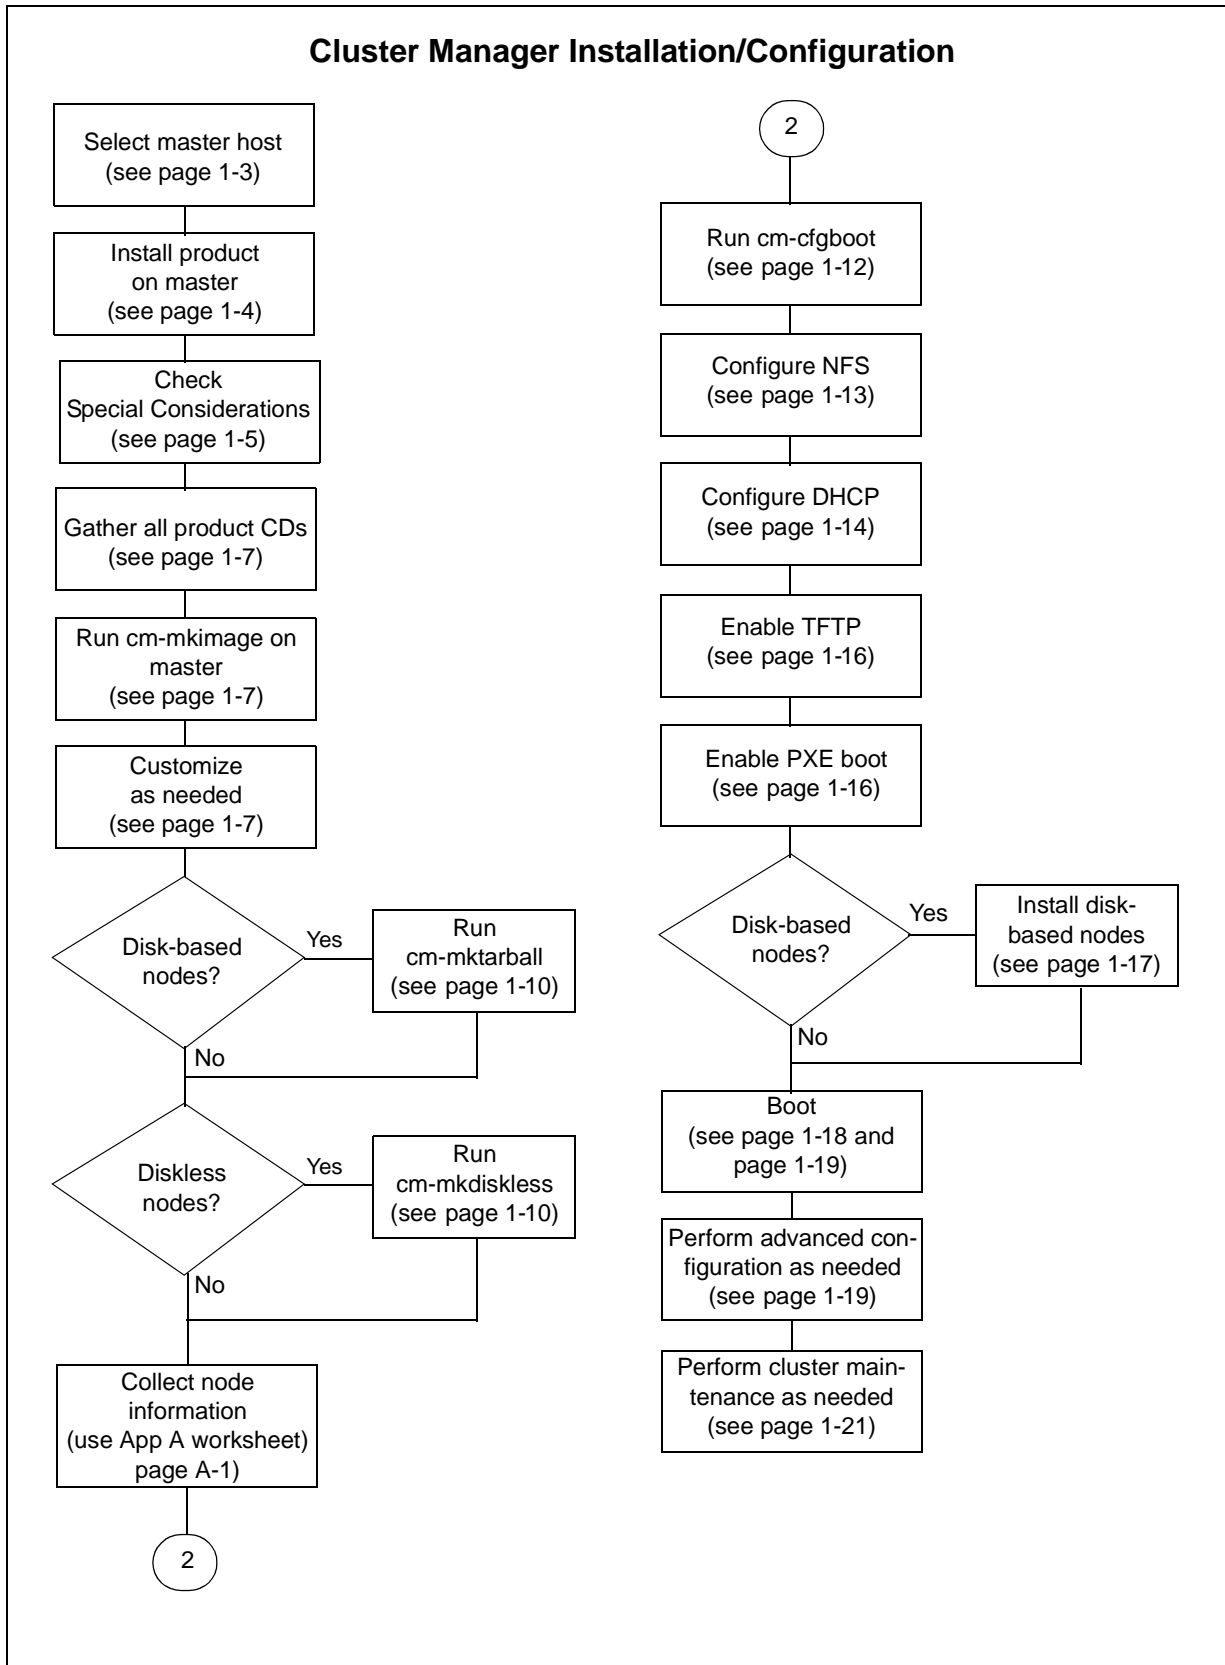 Cluster Manager Installation/Configuration
Select master host
(see page 1-3)
Install product
on master
(see page 1-4)
Check
Special Considerations
(see page 1-5)
Gather all product CDs
(see page 1-7)
Run cm-mkimage on
master
(see page 1-7)
Customize
as needed
(see page 1-7)
Disk-based
nodes?
Yes
Run
cm-mktarball
(see page 1-10)
No
Diskless
nodes?
Yes
Run
cm-mkdiskless
(see page 1-10)
No
Collect node
information
(use App A worksheet)
page A-1)
2
2
Run cm-cfgboot
(see page 1-12)
Configure NFS
(see page 1-13)
Configure DHCP
(see page 1-14)
Enable TFTP
(see page 1-16)
Enable PXE boot
(see page 1-16)
Disk-based
nodes?
Yes
Install disk-
based nodes
(see page 1-17)
No
Boot
(see page 1-18 and
page 1-19)
Perform advanced con-
figuration as needed
(see page 1-19)
Perform cluster main-
tenance as needed
(see page 1-21)